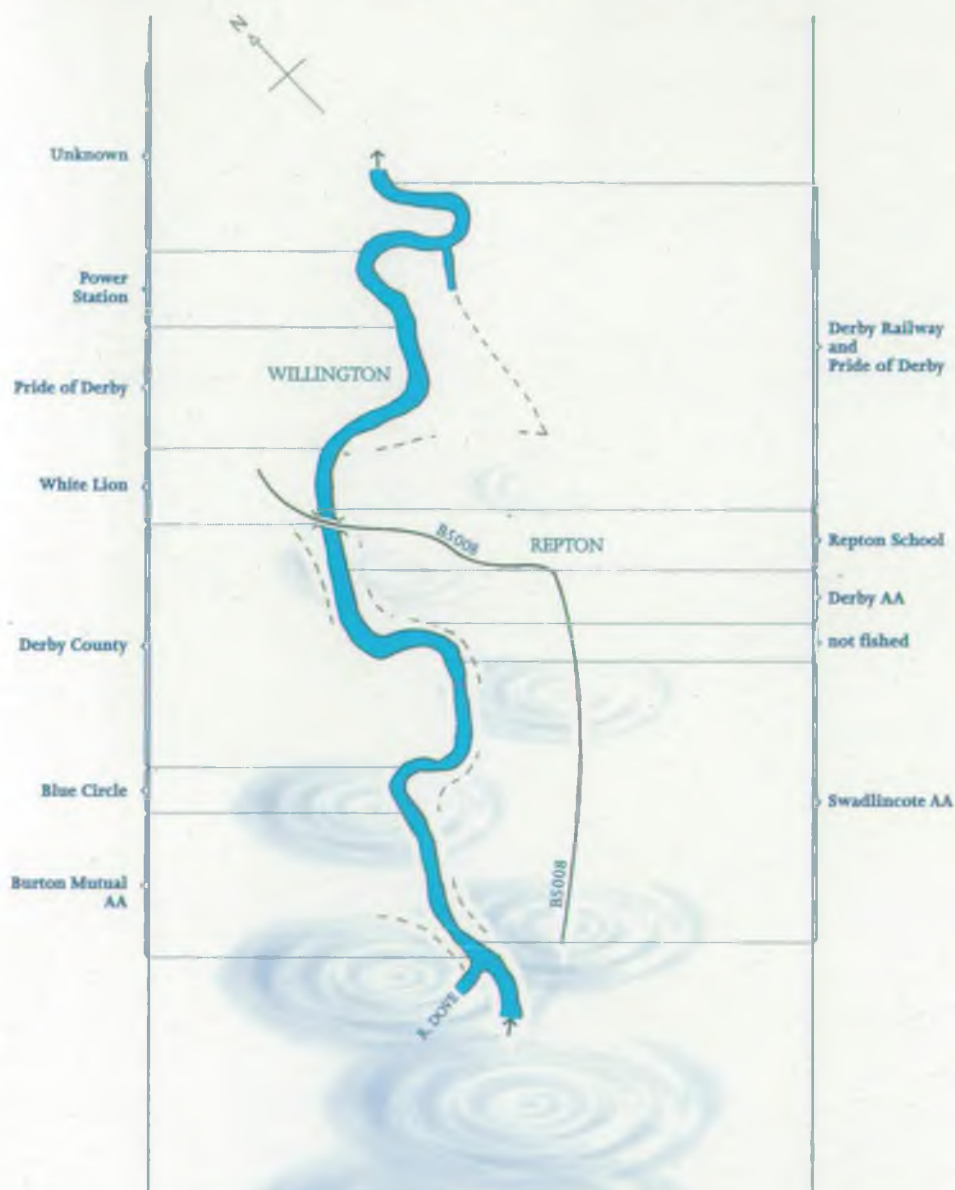 N
Unknown
Power
Station
Derby Railway
and
Pride of Derby
WILLINGTON
Pride of Derby
White Lion
B5008
REPTON
Repton School
Derby AA
Derby County
not fished
Blue Circle
Swadlincote AA
Burton Mutual
AA
B5008
R. DOVE